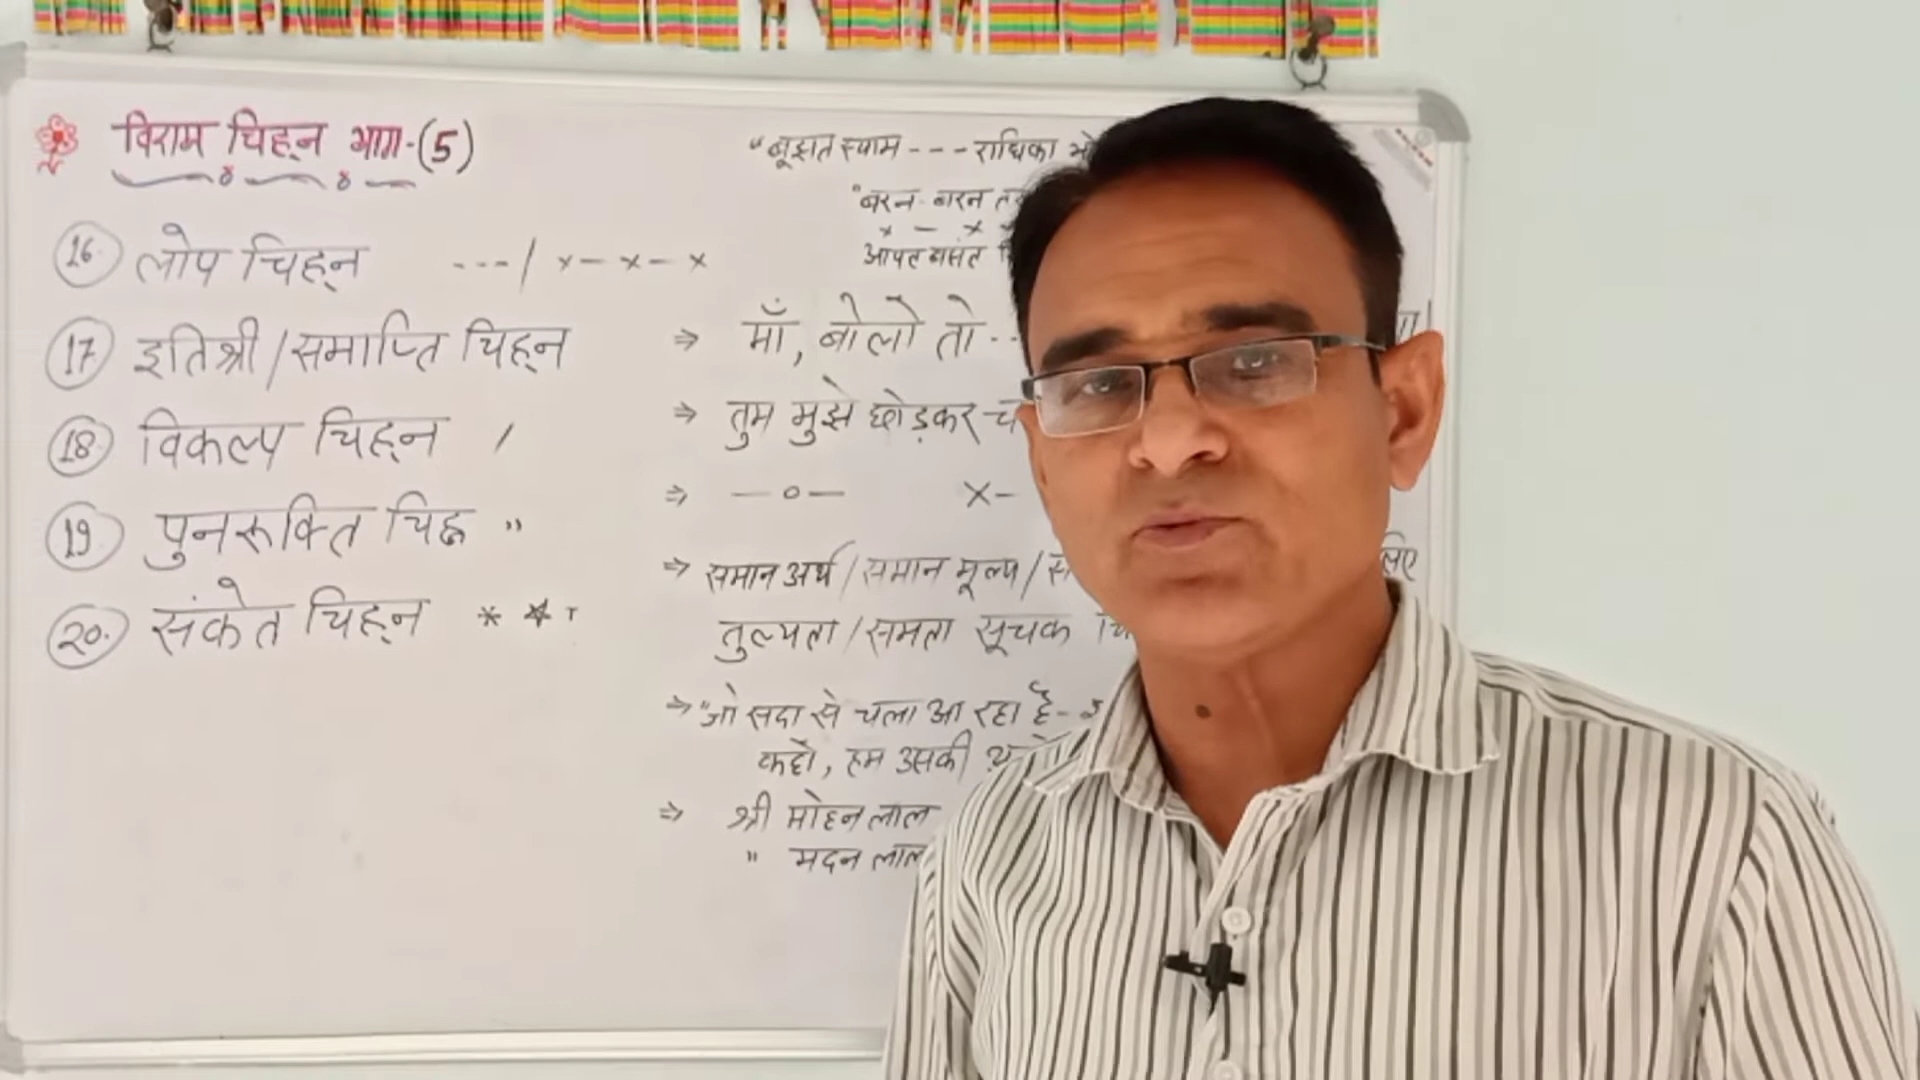 विराम चिह्न भाग-(5)
16. लोप चिह्न ---/ x-x-x
17 इतिश्री/समाप्ति चिह्न
18. विकल्प चिह्न /
19 पुनरूक्ति चिह्न "
20. संकेत चिह्न * *
"बूझत स्याम --- राधिका
"बरन-बरन
x - x
आपत बसंत
⇒ माँ, बोलो तो --
⇒ तुम मुझे छोड़कर
⇒ —०— x-
⇒ समान अर्थ/समान मूल्य/ लिए
तुल्यता/समता सूचक
⇒ "जो सदा से चला आ रहा है-
कहो, हम उसकी
⇒ श्री मोहन लाल
" मदन लाल